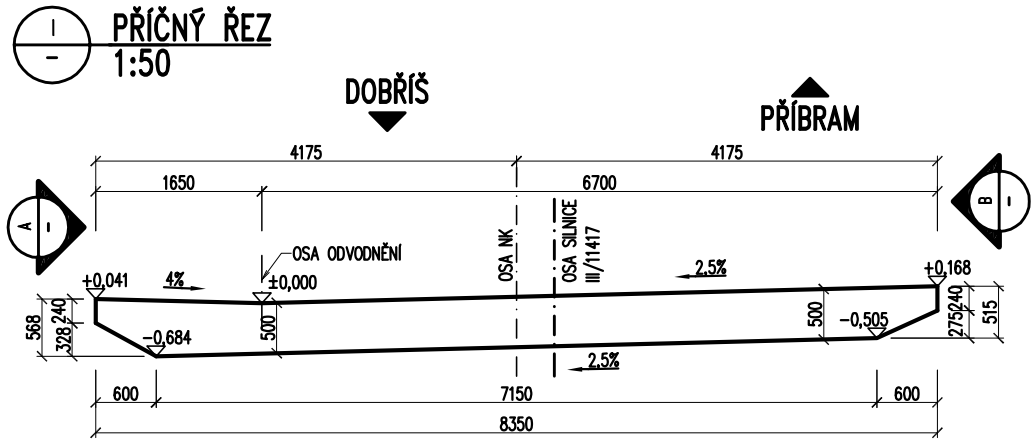 I
–
PŘÍČNÝ ŘEZ
1:50
DOBŘÍŠ
PŘÍBRAM
4175
4175
1650
6700
A
–
B
–
OSA ODVODNĚNÍ
OSA NK
OSA SILNICE
III/11417
+0,041
4%
±0,000
2.5%
+0,168
568
240
328
500
500
240
275
515
-0,684
-0,505
2.5%
600
7150
600
8350